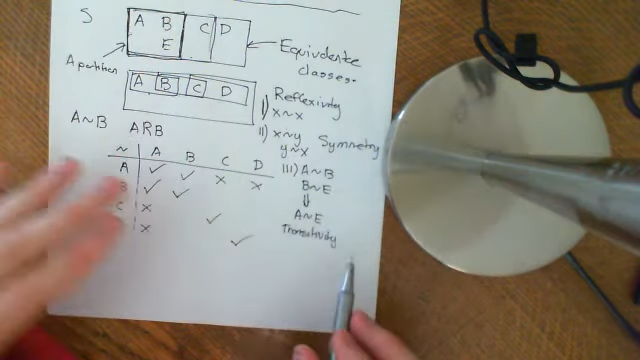 S
A B C D
E
Equivalence classes.
A partition
A B C D
A~B ARB
i) Reflexivity
x~x
ii) x~y Symmetry
y~x
~ A B C D
A ✓ ✓ x x
B ✓ ✓
C x ✓
x ✓
iii) A~B
B~E
⇓
A~E
Transitivity